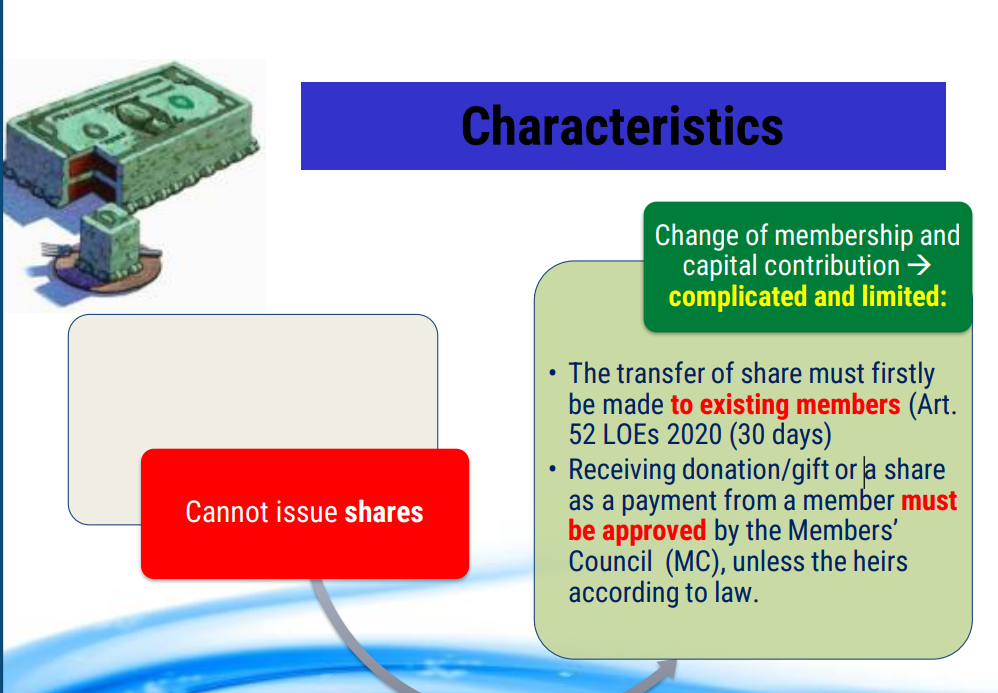 Characteristics
Cannot issue shares
Change of membership and
capital contribution →
complicated and limited:
• The transfer of share must firstly
be made to existing members (Art.
52 LOEs 2020 (30 days)
• Receiving donation/gift or a share
as a payment from a member must
be approved by the Members’
Council (MC), unless the heirs
according to law.